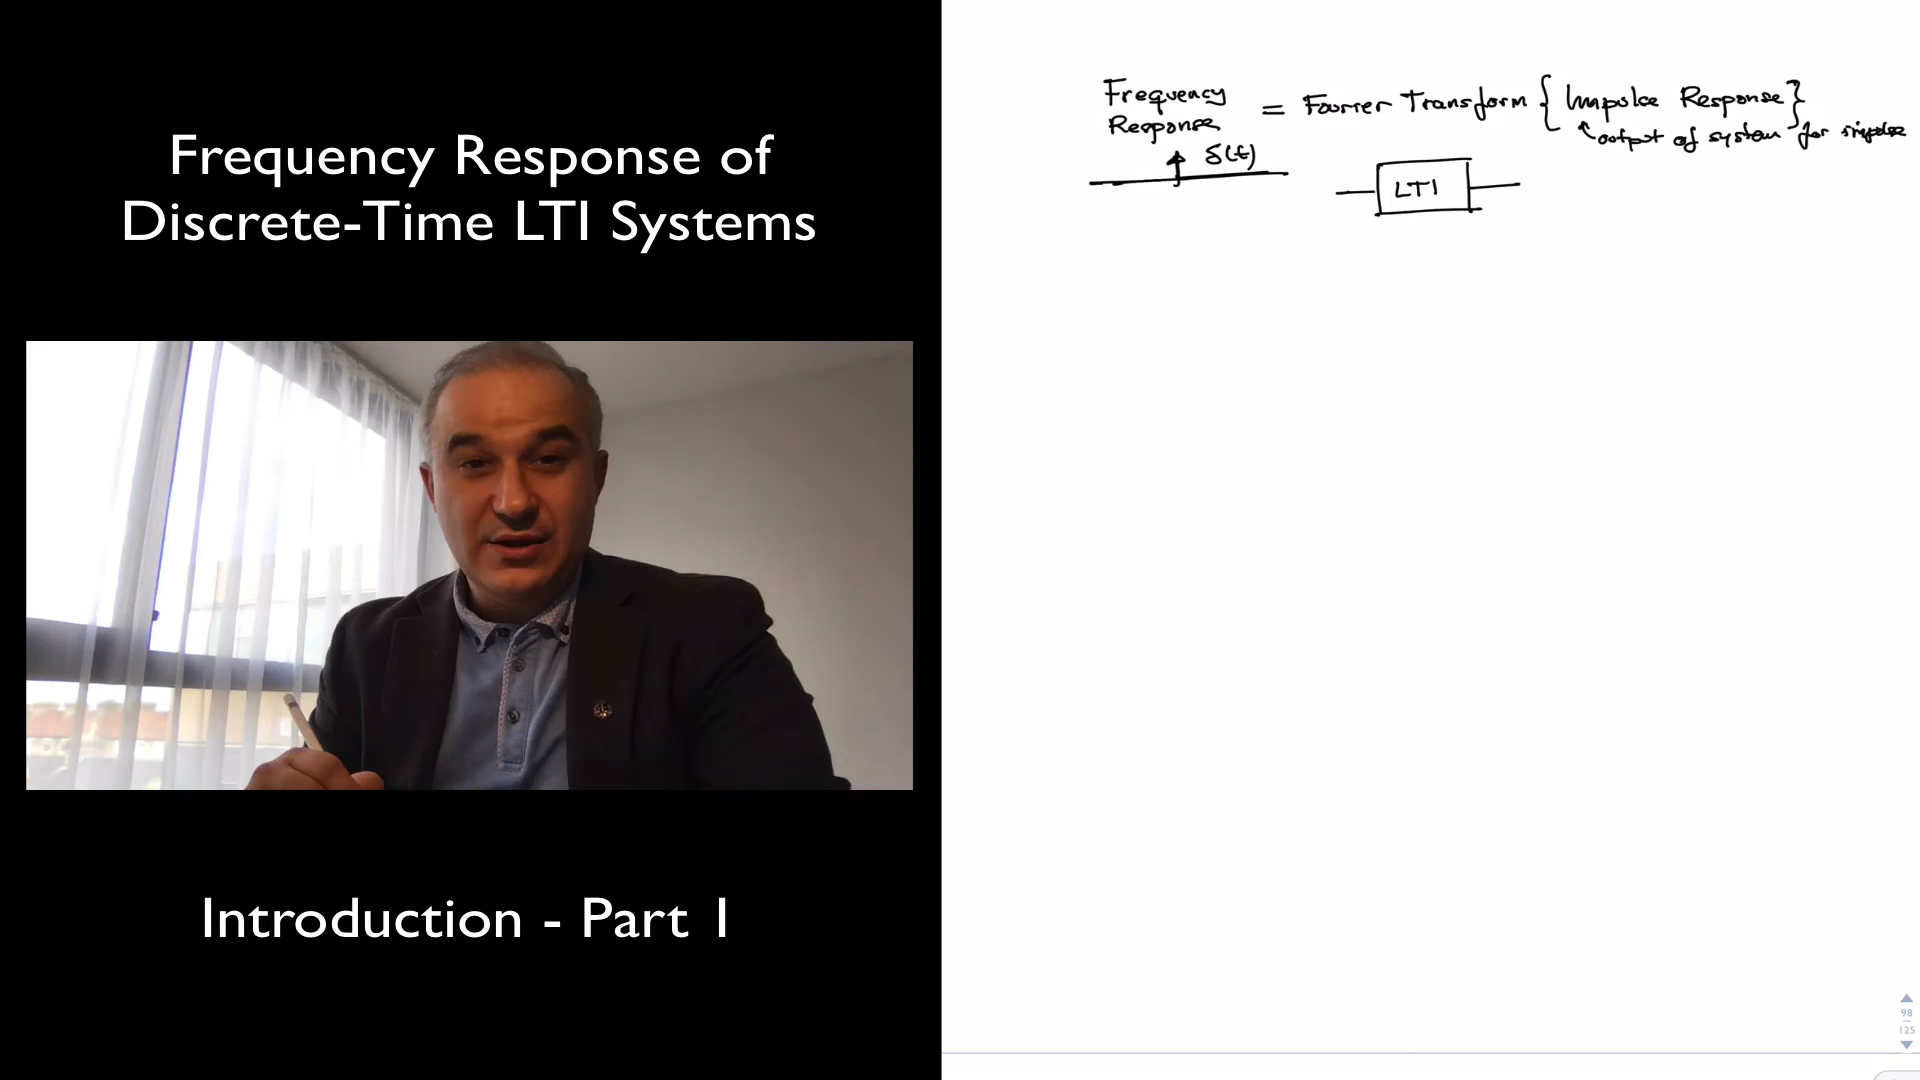 Frequency Response of
Discrete-Time LTI Systems
Introduction - Part 1
Frequency
Response = Fourier Transform { Impulse Response }
output of system for impulse
δ(t)
LTI
98
125